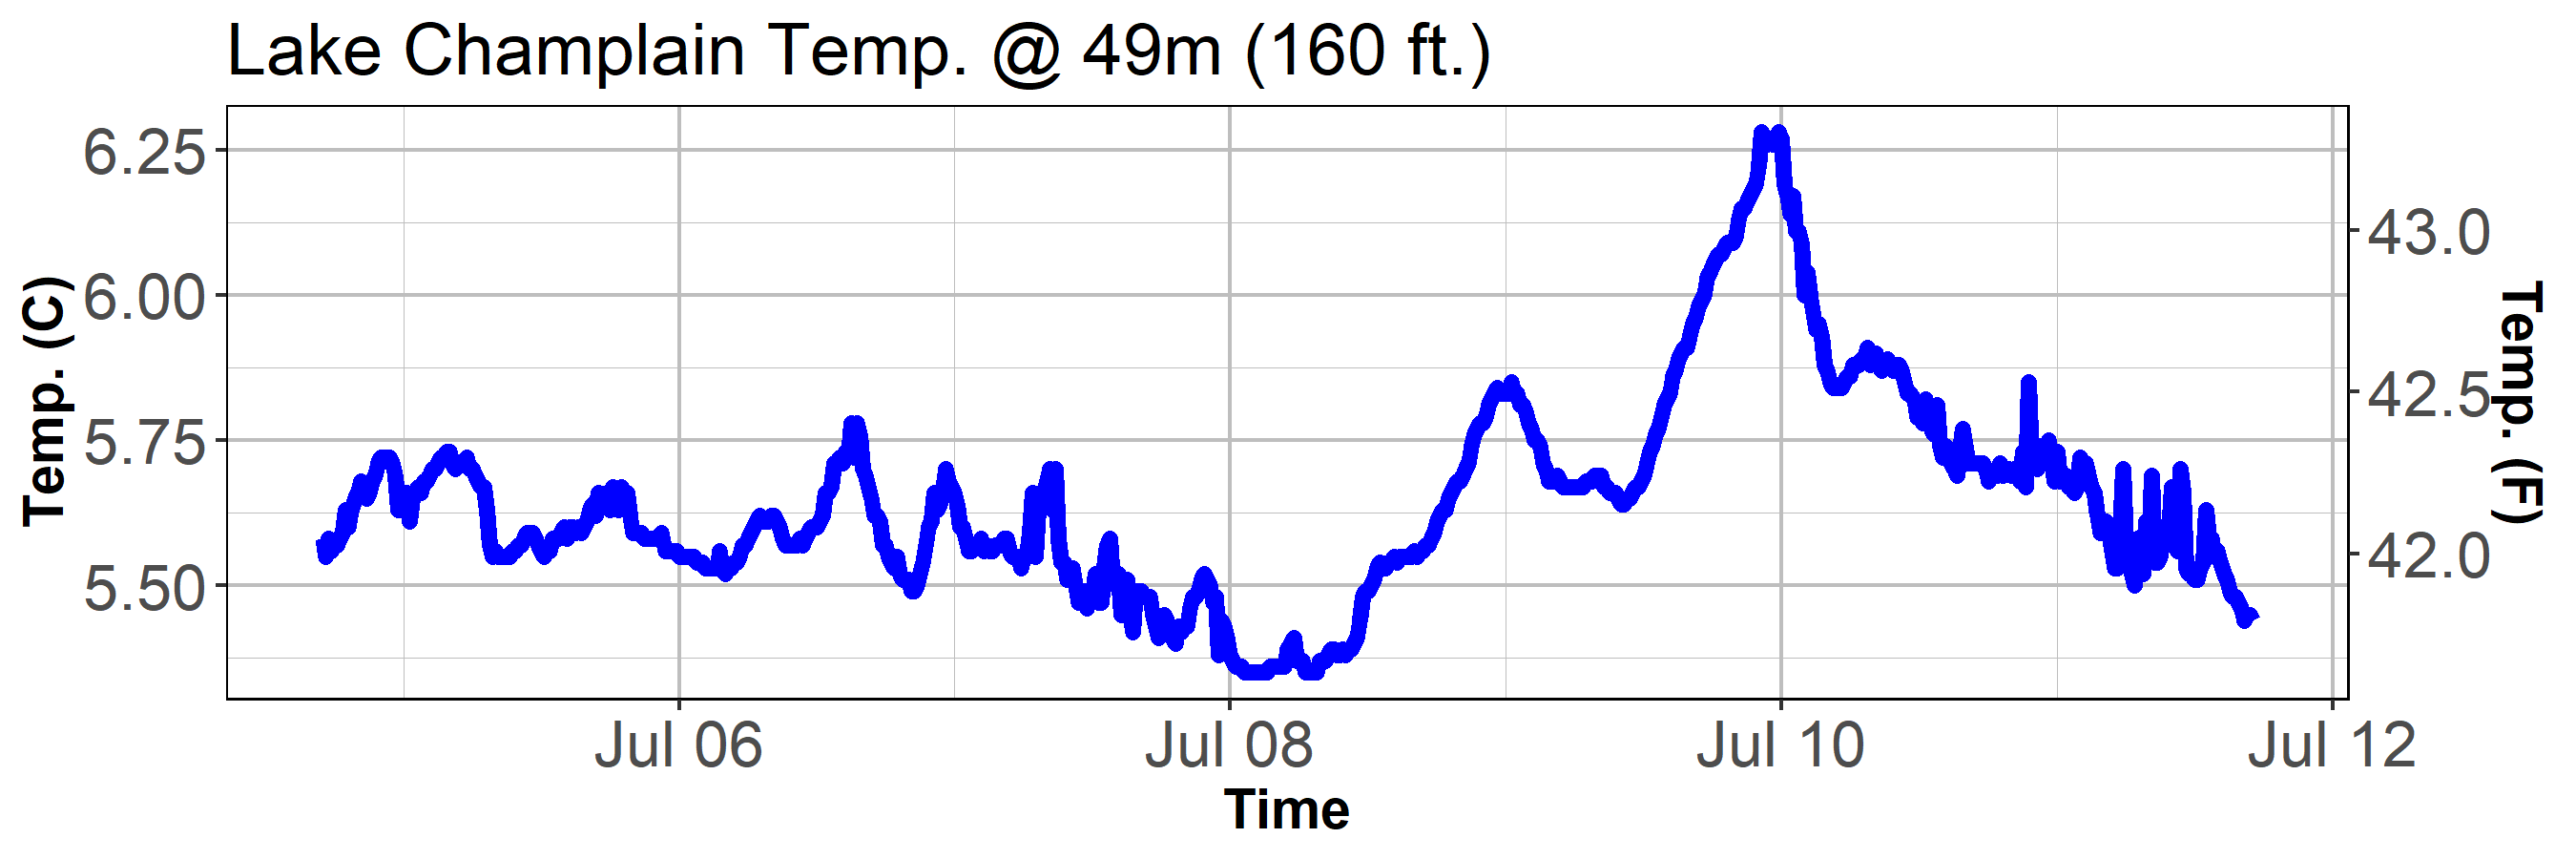 Lake Champlain Temp. @ 49m (160 ft.)
Temp. (C)
6.25
6.00
5.75
5.50
43.0
42.5
42.0
Temp. (F)
Jul 06
Jul 08
Jul 10
Jul 12
Time